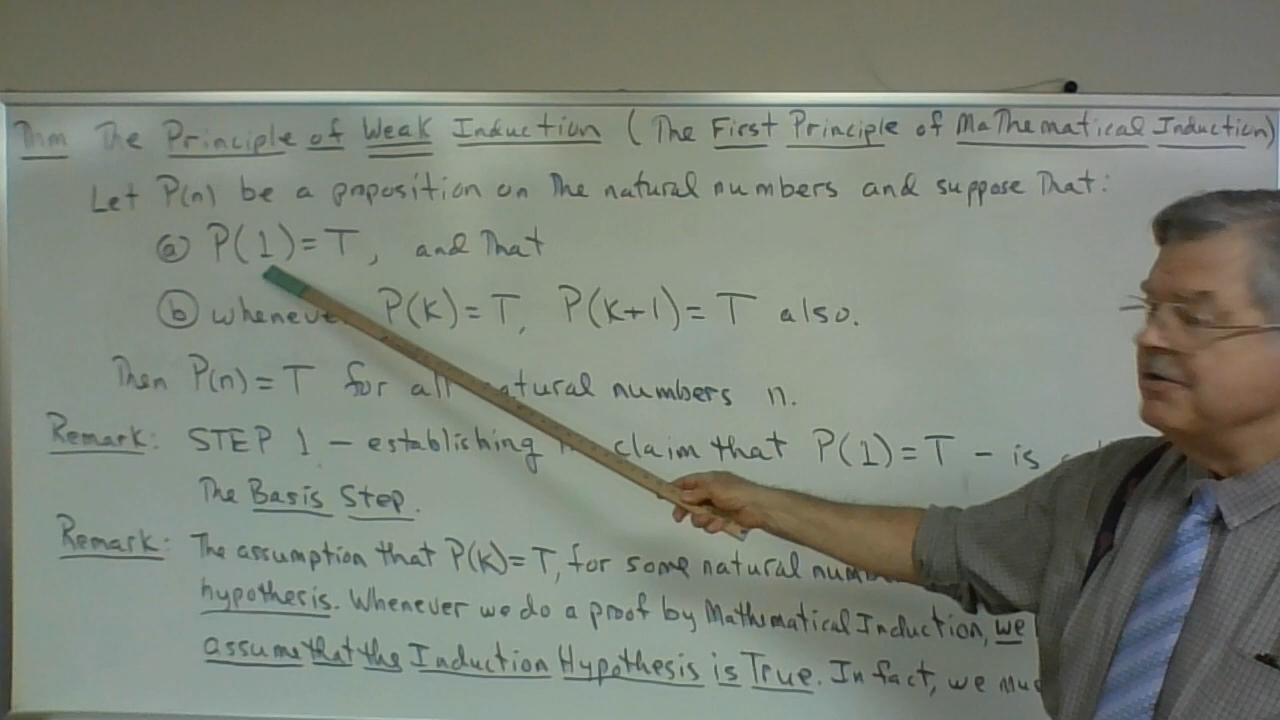 Thm The Principle of Weak Induction (The First Principle of Mathematical Induction)
Let P(n) be a proposition on the natural numbers and suppose that:
ⓐ P(1)=T, and that
ⓑ P(k)=T, P(k+1)=T also.
Then P(n)=T for all natural numbers n.
Remark: STEP 1 – establishing claim that P(1)=T – is
The Basis Step.
Remark: The assumption that P(k)=T, for some natural
hypothesis. Whenever we do a proof by Mathematical Induction, we
assume that the Induction Hypothesis is True. In fact, we